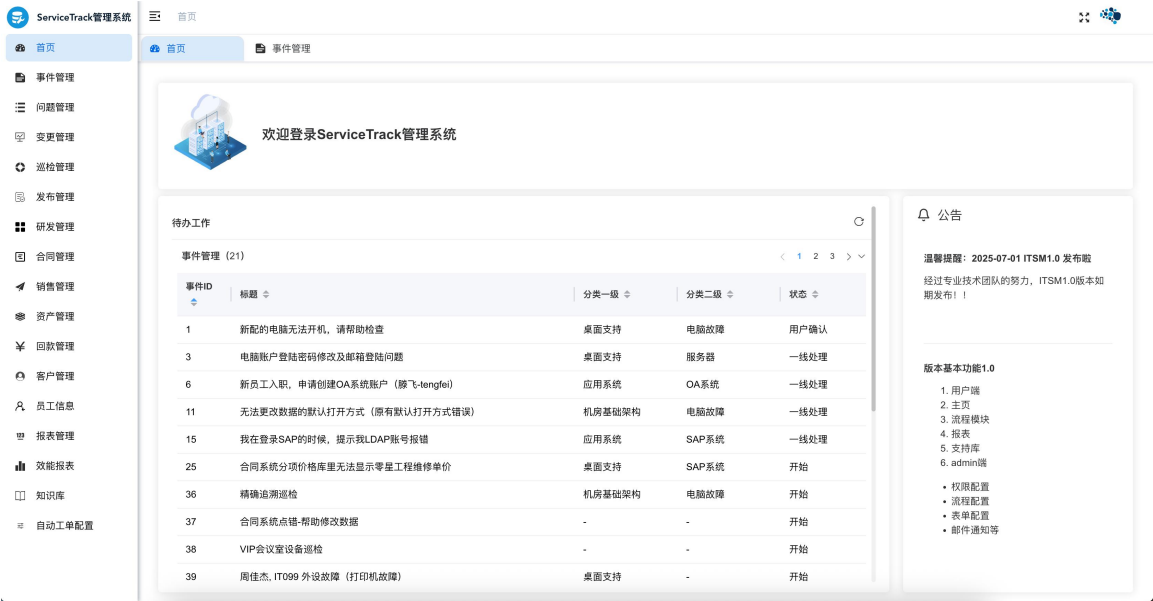 ServiceTrack管理系统
首页
首页
事件管理
问题管理
变更管理
巡检管理
发布管理
研发管理
合同管理
销售管理
资产管理
回款管理
客户管理
员工信息
报表管理
效能报表
知识库
自动工单配置
首页
事件管理
欢迎登录ServiceTrack管理系统
待办工作
事件管理（21）
1 2 3
事件ID 标题 分类一级 分类二级 状态
1 新配的电脑无法开机，请帮助检查 桌面支持 电脑故障 用户确认
3 电脑账户登陆密码修改及邮箱登陆问题 桌面支持 服务器 一线处理
6 新员工入职，申请创建OA系统账户（滕飞-tengfei） 应用系统 OA系统 一线处理
11 无法更改数据的默认打开方式（原有默认打开方式错误） 机房基础架构 电脑故障 一线处理
15 我在登录SAP的时候，提示我LDAP账号报错 应用系统 SAP系统 一线处理
25 合同系统分项价格库里无法显示零星工程维修单价 桌面支持 SAP系统 开始
36 精确追溯巡检 机房基础架构 电脑故障 开始
37 合同系统点错-帮助修改数据 - - 开始
38 VIP会议室设备巡检 - - 开始
39 周佳杰, IT099 外设故障（打印机故障） 桌面支持 - 开始
公告
温馨提醒：2025-07-01 ITSM1.0 发布啦
经过专业技术团队的努力，ITSM1.0版本如
期发布！！
版本基本功能1.0
1. 用户端
2. 主页
3. 流程模块
4. 报表
5. 支持库
6. admin端
• 权限配置
• 流程配置
• 表单配置
• 邮件通知等